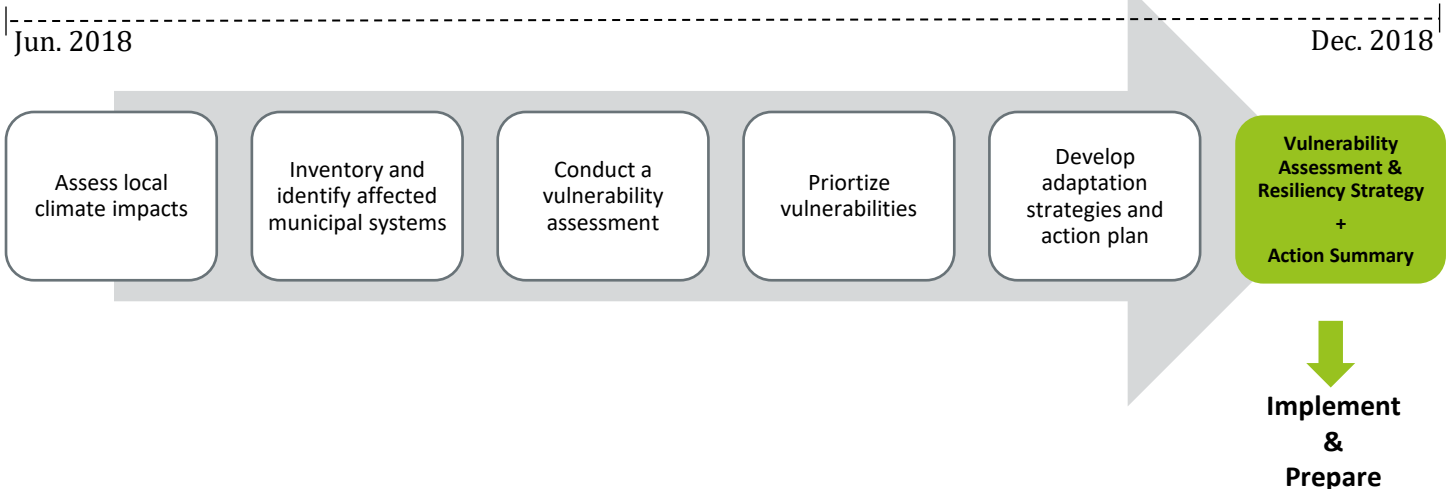 Jun. 2018
Dec. 2018
Assess local
climate impacts
Inventory and
identify affected
municipal systems
Conduct a
vulnerability
assessment
Priortize
vulnerabilities
Develop
adaptation
strategies and
action plan
Vulnerability
Assessment &
Resiliency Strategy
+
Action Summary
Implement
&
Prepare